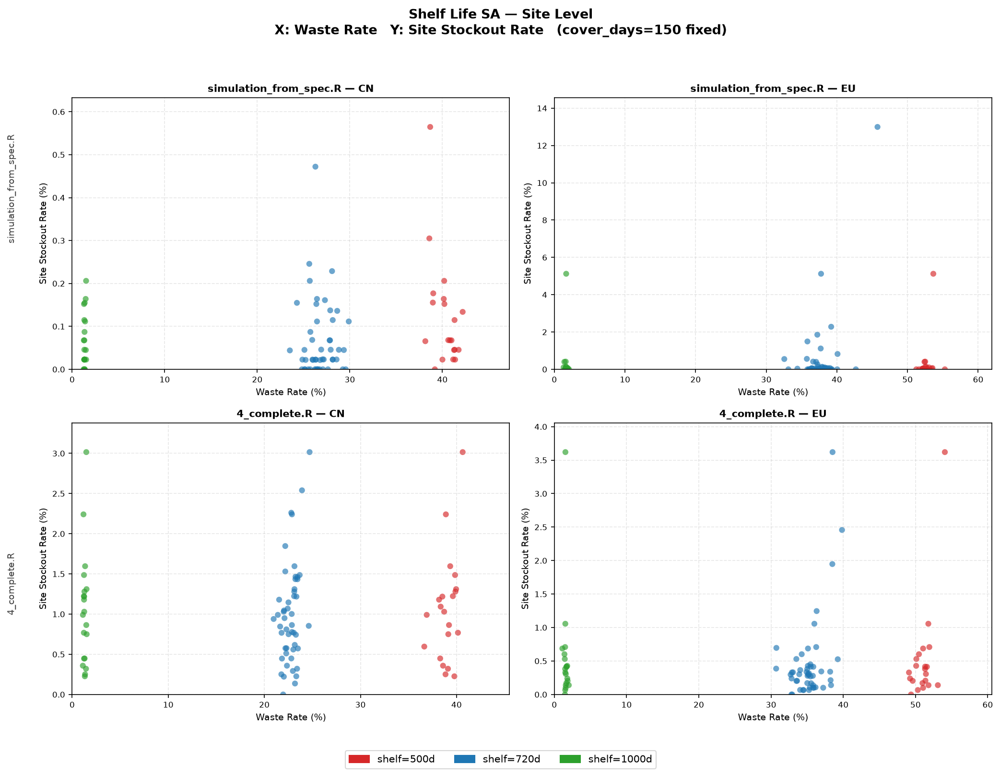 Shelf Life SA — Site Level
X: Waste Rate   Y: Site Stockout Rate   (cover_days=150 fixed)
simulation_from_spec.R
simulation_from_spec.R — CN
Site Stockout Rate (%)
0.6
0.5
0.4
0.3
0.2
0.1
0.0
0 10 20 30 40
Waste Rate (%)
simulation_from_spec.R — EU
Site Stockout Rate (%)
14
12
10
8
6
4
2
0
0 10 20 30 40 50 60
Waste Rate (%)
4_complete.R
4_complete.R — CN
Site Stockout Rate (%)
3.0
2.5
2.0
1.5
1.0
0.5
0.0
0 10 20 30 40
Waste Rate (%)
4_complete.R — EU
Site Stockout Rate (%)
4.0
3.5
3.0
2.5
2.0
1.5
1.0
0.5
0.0
0 10 20 30 40 50 60
Waste Rate (%)
shelf=500d shelf=720d shelf=1000d